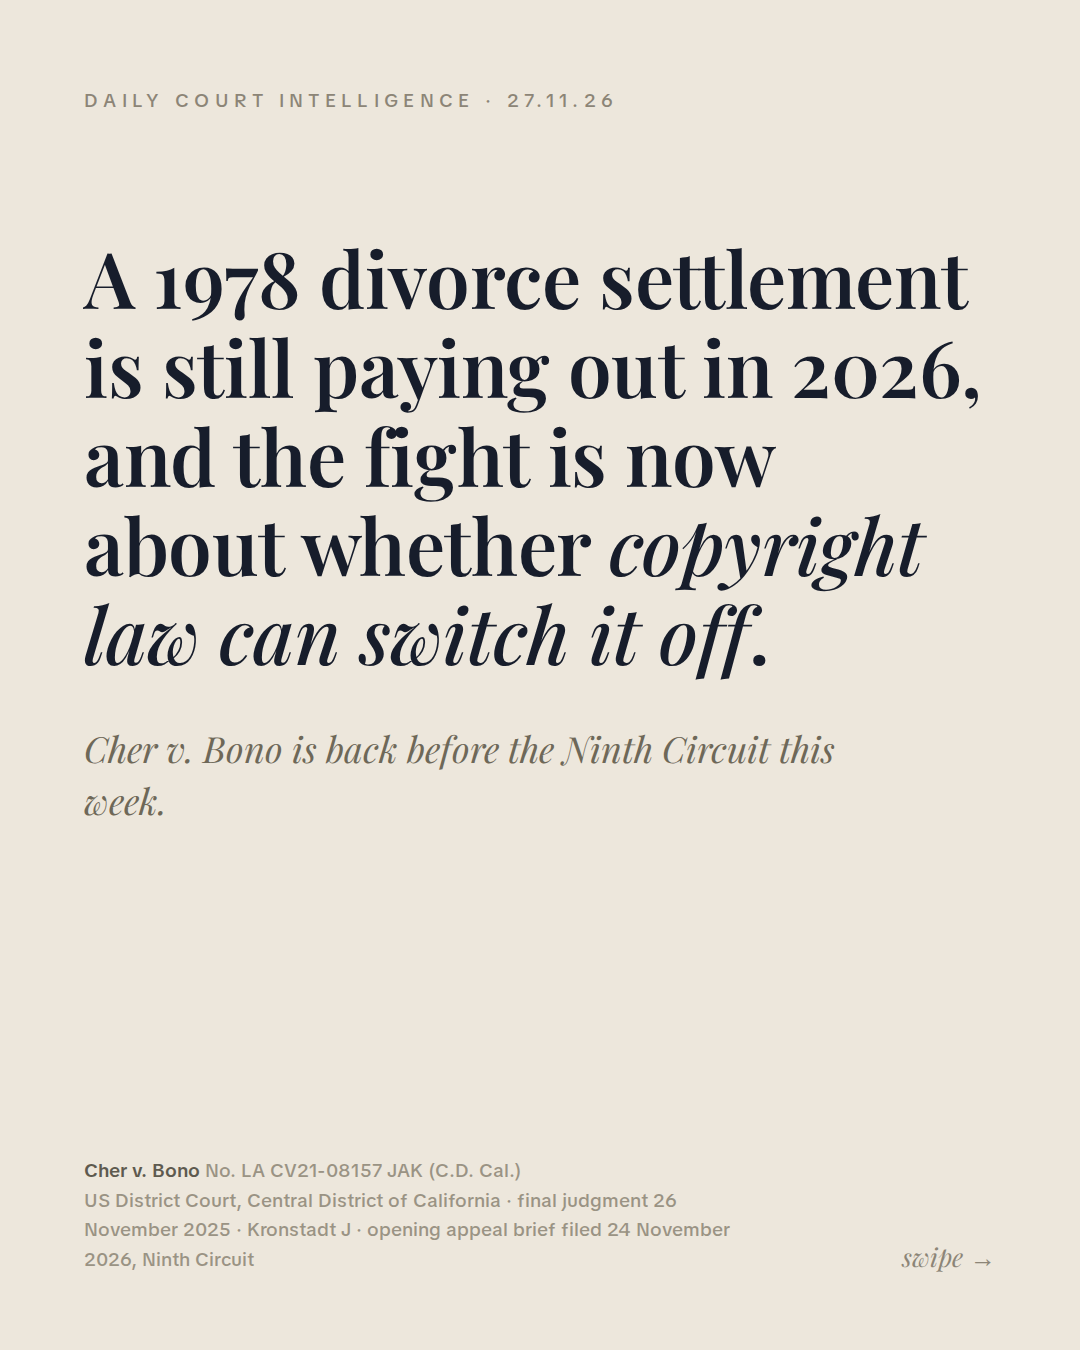 DAILY COURT INTELLIGENCE · 27.11.26
A 1978 divorce settlement
is still paying out in 2026,
and the fight is now
about whether copyright
law can switch it off.
Cher v. Bono is back before the Ninth Circuit this
week.
Cher v. Bono No. LA CV21-08157 JAK (C.D. Cal.)
US District Court, Central District of California · final judgment 26
November 2025 · Kronstadt J · opening appeal brief filed 24 November
2026, Ninth Circuit
swipe →